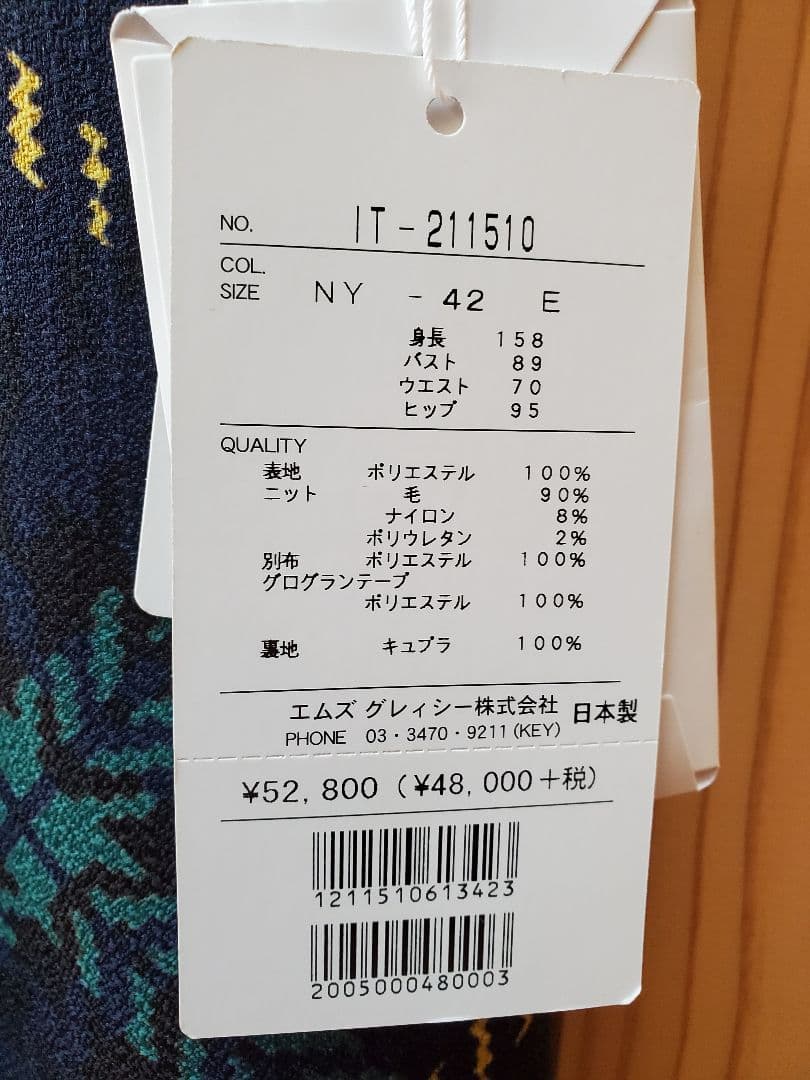 NO. IT-211510
COL.
SIZE NY - 42 E
身長 158
バスト 89
ウエスト 70
ヒップ 95
QUALITY
表地 ポリエステル 100%
ニット 毛 90%
ナイロン 8%
ポリウレタン 2%
別布 ポリエステル 100%
グログランテープ
ポリエステル 100%
裏地 キュプラ 100%
エムズ グレィシー株式会社 日本製
PHONE 03・3470・9211(KEY)
¥52,800(¥48,000+税)
1211510613423
2005000480003